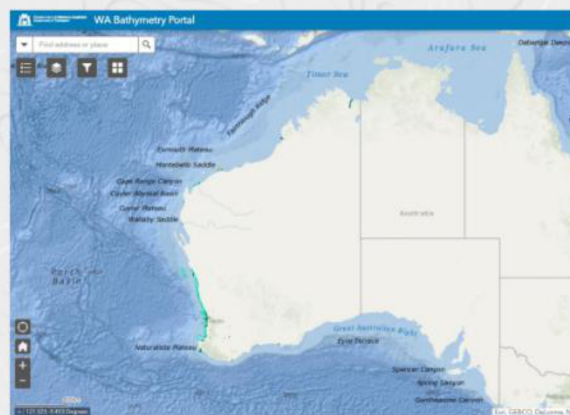 WA Bathymetry Portal
Find address or place
Arafura Sea
Timor Sea
Exmouth Plateau
Montebello Saddle
Cape Range Canyon
Cuvier Abyssal Basin
Cuvier Plateau
Wallaby Saddle
Australia
Perth
Basin
Naturaliste Plateau
Great Australian Bight
Eyre Terrace
Spencer Canyon
Sprigg Canyon